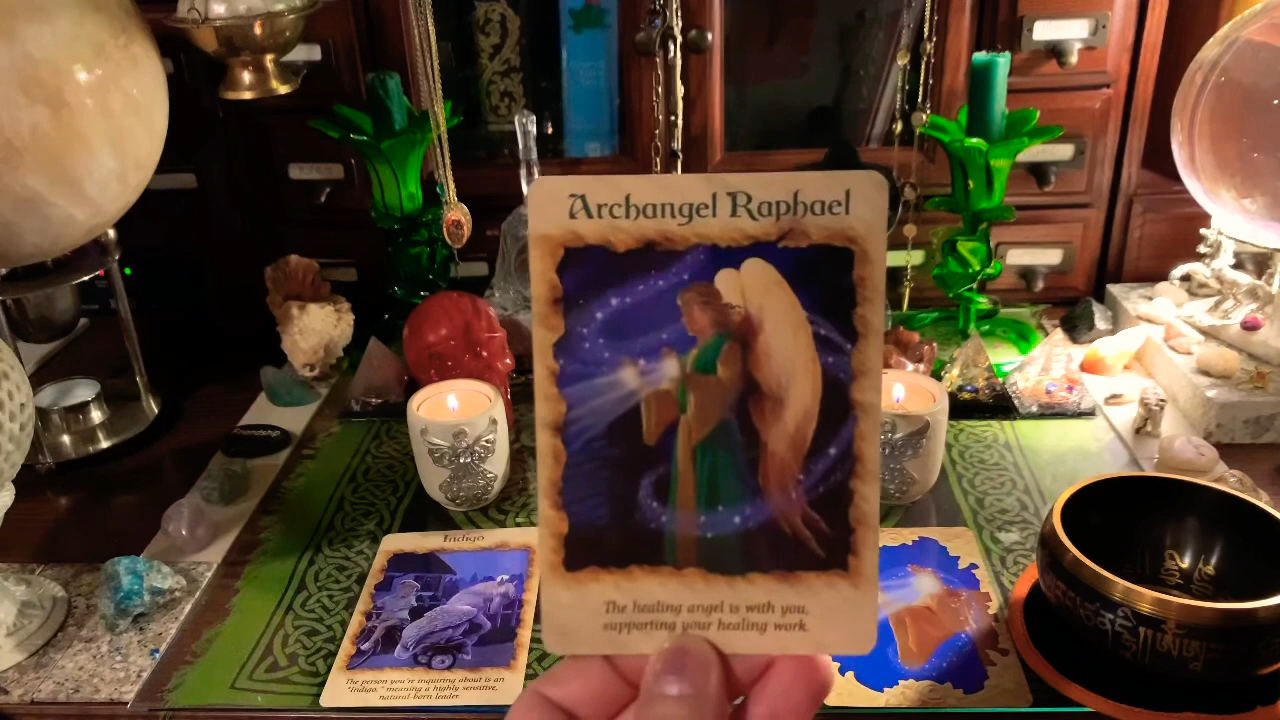 Archangel Raphael
The healing angel is with you,
supporting your healing work.
Indigo
The person you're inquiring about is an
"Indigo," meaning a highly sensitive,
natural-born leader.